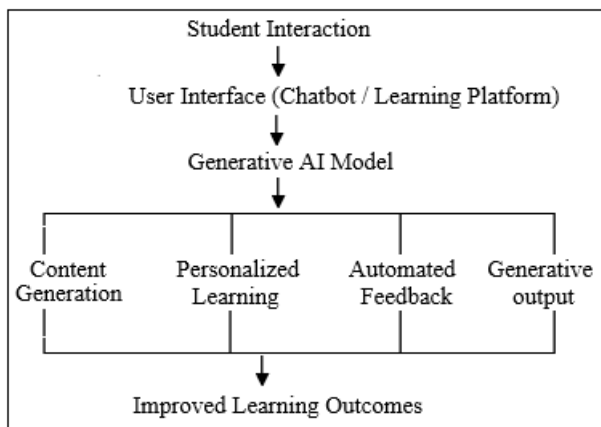 Student Interaction
User Interface (Chatbot / Learning Platform)
Generative AI Model
Content
Generation
Personalized
Learning
Automated
Feedback
Generative
output
Improved Learning Outcomes